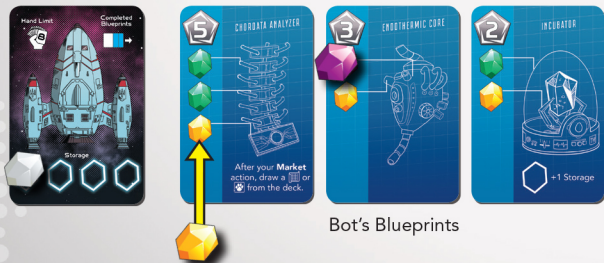 Hand Limit
8
Completed
Blueprints
Storage
5
CHORDATA ANALYZER
After your Market
action, draw a or
from the deck.
3
ENDOTHERMIC CORE
2
INCUBATOR
+1 Storage
Bot's Blueprints